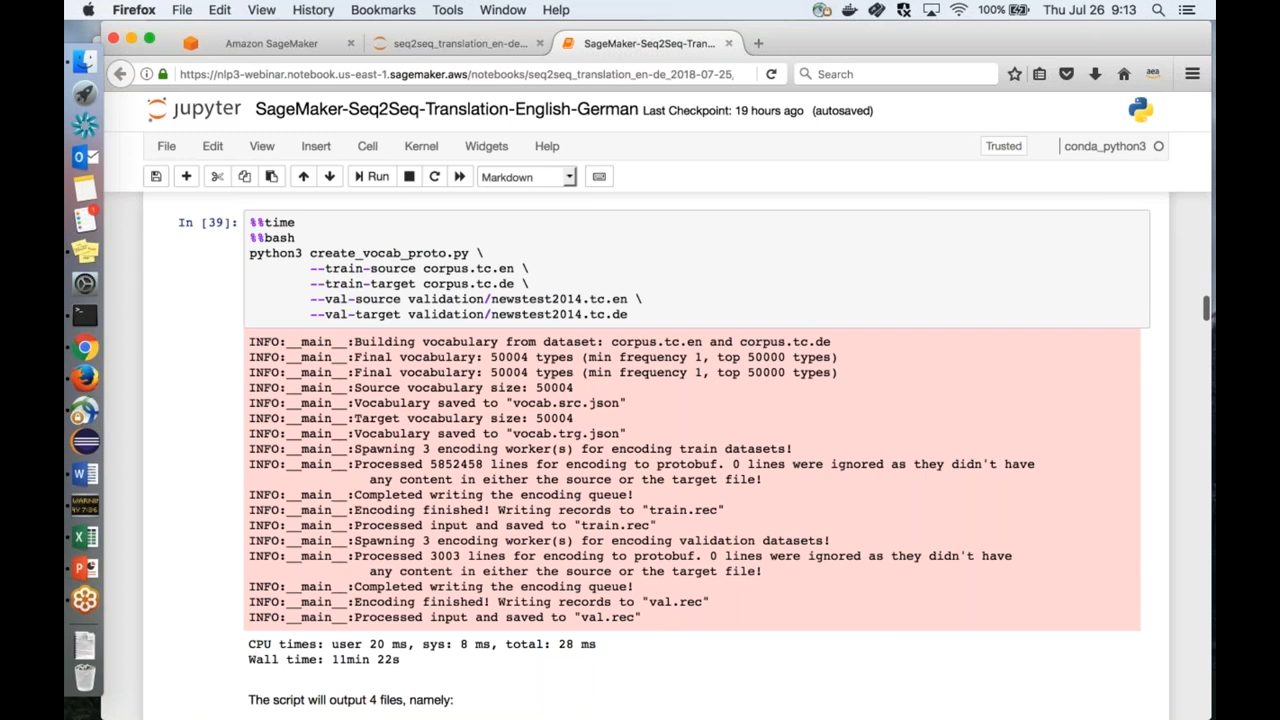 Firefox File Edit View History Bookmarks Tools Window Help 100% Thu Jul 26 9:13
Amazon SageMaker × seq2seq_translation_en-de... × SageMaker-Seq2Seq-Tran... × +
https://nlp3-webinar.notebook.us-east-1.sagemaker.aws/notebooks/seq2seq_translation_en-de_2018-07-25, Search aea
jupyter SageMaker-Seq2Seq-Translation-English-German Last Checkpoint: 19 hours ago (autosaved)
File Edit View Insert Cell Kernel Widgets Help Trusted conda_python3
Run Markdown
In [39]: %%time
%%bash
python3 create_vocab_proto.py \
--train-source corpus.tc.en \
--train-target corpus.tc.de \
--val-source validation/newstest2014.tc.en \
--val-target validation/newstest2014.tc.de
INFO:__main__:Building vocabulary from dataset: corpus.tc.en and corpus.tc.de
INFO:__main__:Final vocabulary: 50004 types (min frequency 1, top 50000 types)
INFO:__main__:Final vocabulary: 50004 types (min frequency 1, top 50000 types)
INFO:__main__:Source vocabulary size: 50004
INFO:__main__:Vocabulary saved to "vocab.src.json"
INFO:__main__:Target vocabulary size: 50004
INFO:__main__:Vocabulary saved to "vocab.trg.json"
INFO:__main__:Spawning 3 encoding worker(s) for encoding train datasets!
INFO:__main__:Processed 5852458 lines for encoding to protobuf. 0 lines were ignored as they didn't have
any content in either the source or the target file!
INFO:__main__:Completed writing the encoding queue!
INFO:__main__:Encoding finished! Writing records to "train.rec"
INFO:__main__:Processed input and saved to "train.rec"
INFO:__main__:Spawning 3 encoding worker(s) for encoding validation datasets!
INFO:__main__:Processed 3003 lines for encoding to protobuf. 0 lines were ignored as they didn't have
any content in either the source or the target file!
INFO:__main__:Completed writing the encoding queue!
INFO:__main__:Encoding finished! Writing records to "val.rec"
INFO:__main__:Processed input and saved to "val.rec"
CPU times: user 20 ms, sys: 8 ms, total: 28 ms
Wall time: 11min 22s
The script will output 4 files, namely: